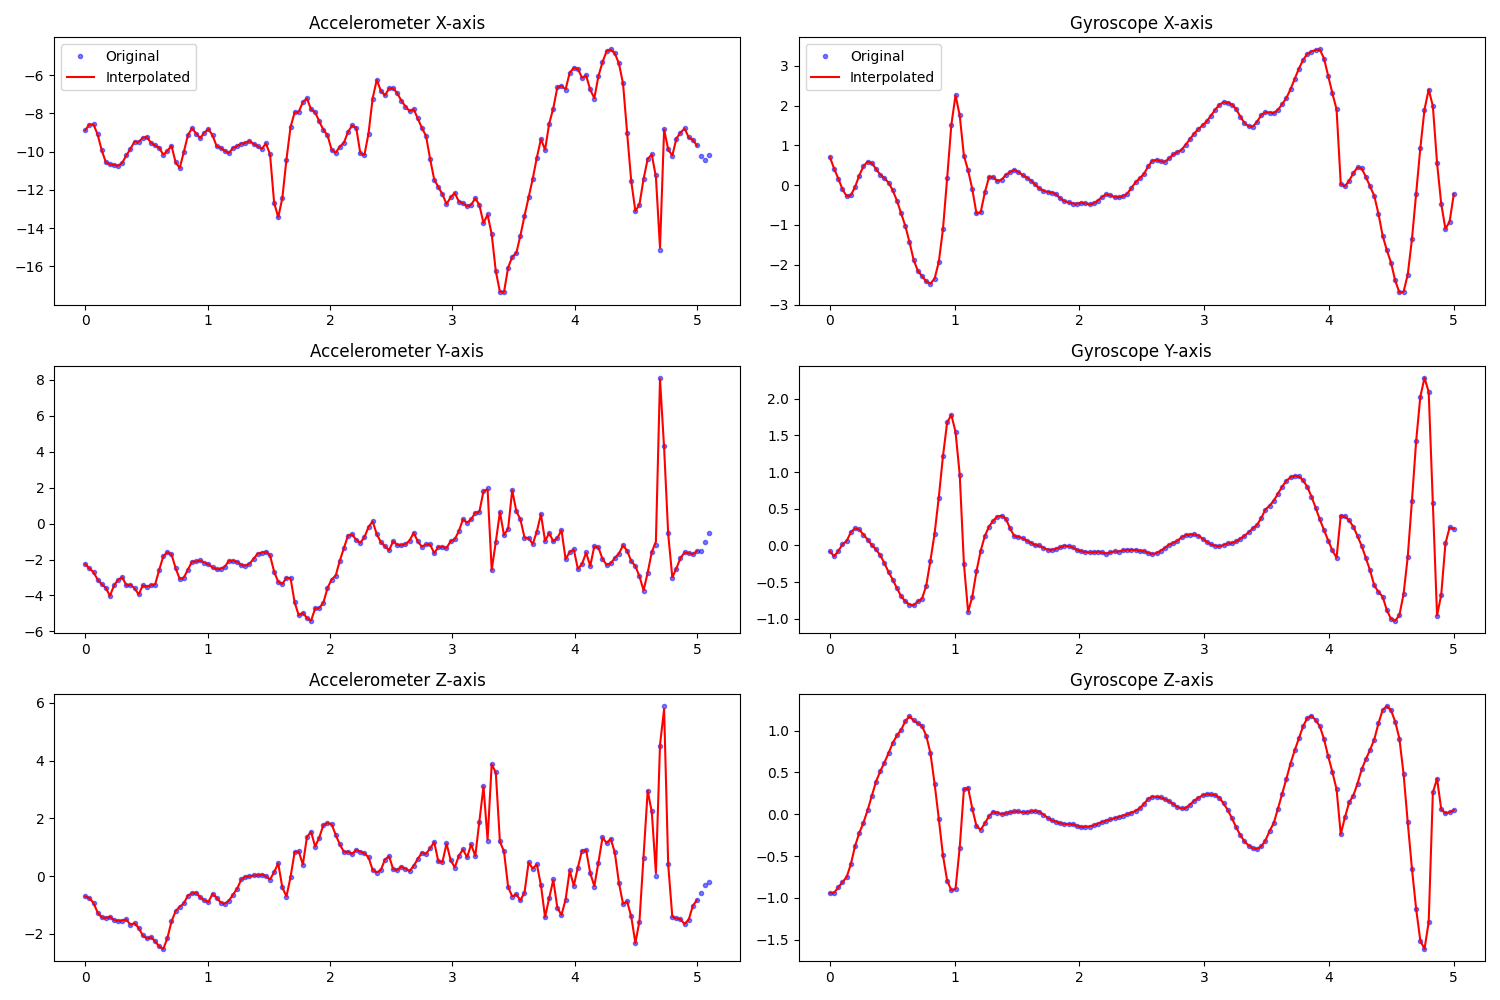 Accelerometer X-axis
Original
Interpolated
−6
−8
−10
−12
−14
−16
0 1 2 3 4 5
Gyroscope X-axis
Original
Interpolated
3
2
1
0
−1
−2
−3
0 1 2 3 4 5
Accelerometer Y-axis
8
6
4
2
0
−2
−4
−6
0 1 2 3 4 5
Gyroscope Y-axis
2.0
1.5
1.0
0.5
0.0
−0.5
−1.0
0 1 2 3 4 5
Accelerometer Z-axis
6
4
2
0
−2
0 1 2 3 4 5
Gyroscope Z-axis
1.0
0.5
0.0
−0.5
−1.0
−1.5
0 1 2 3 4 5